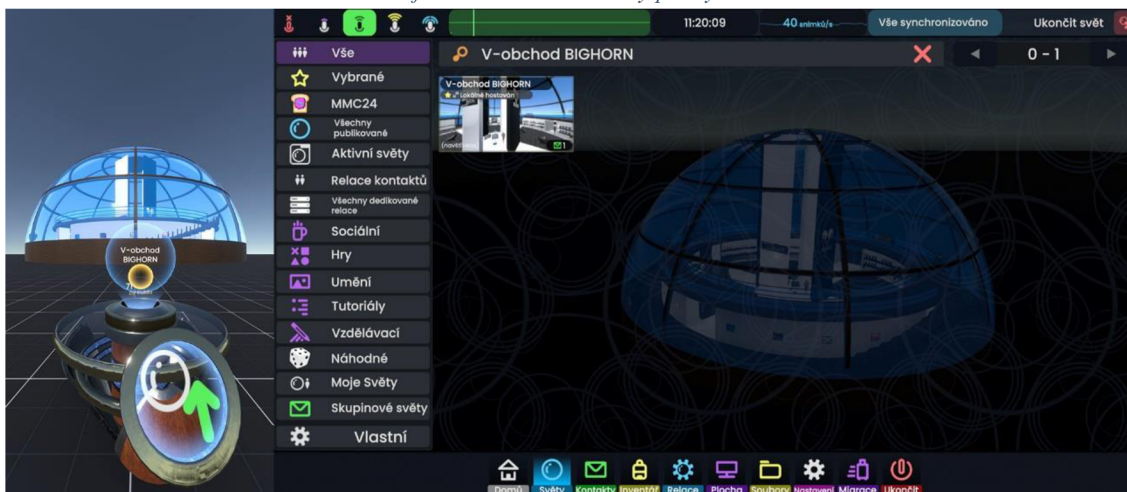 11:20:09
40 snímků/s
Vše synchronizováno
Ukončit svět
Vše
V-obchod BIGHORN
0 - 1
Vybrané
MMC24
Všechny
publikované
Aktivní světy
Relace kontaktů
Všechny dedikované
relace
Sociální
Hry
Umění
Tutoriály
Vzdělávací
Náhodné
Moje Světy
Skupinové světy
Vlastní
V-obchod BIGHORN
Lokálně hostován
1
V-obchod
BIGHORN
Domů Světy Kontakty Inventář Relace Plocha Soubory Nastavení Migrace Ukončit